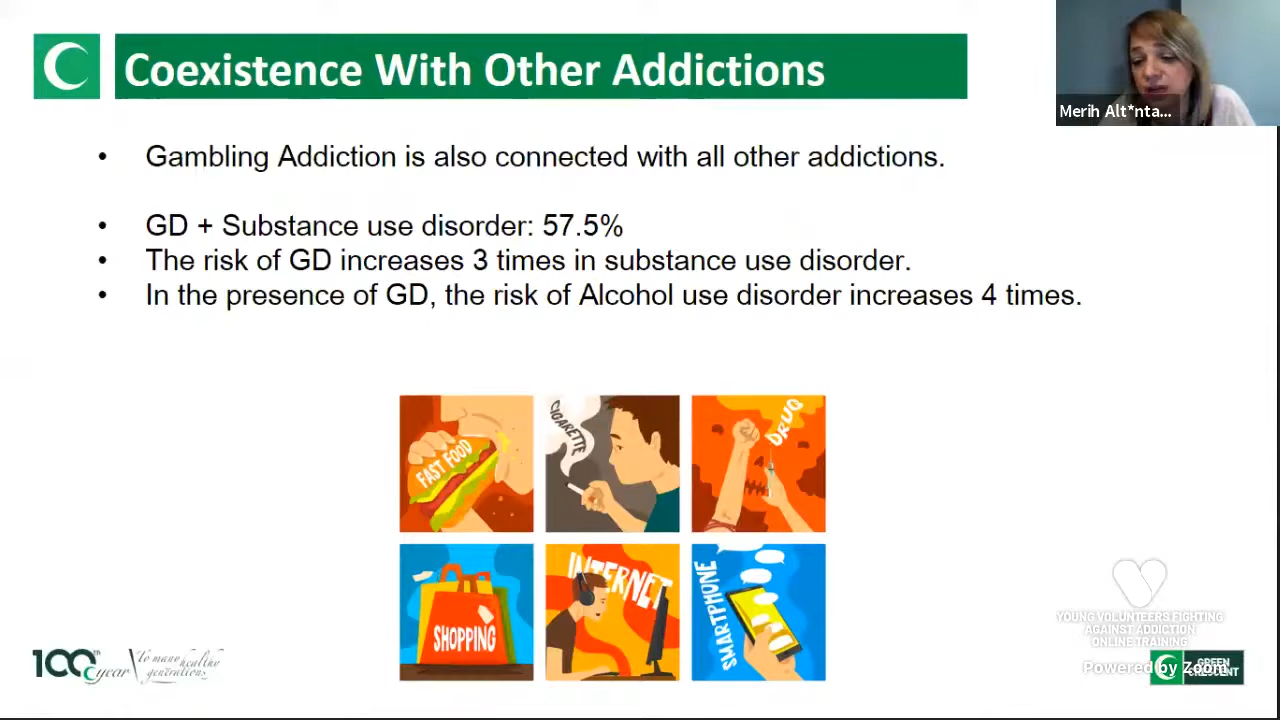 Coexistence With Other Addictions
Merih Alt*nta...
• Gambling Addiction is also connected with all other addictions.
• GD + Substance use disorder: 57.5%
• The risk of GD increases 3 times in substance use disorder.
• In the presence of GD, the risk of Alcohol use disorder increases 4 times.
FAST FOOD
CIGARETTE
DRUG
SHOPPING
INTERNET
SMARTPHONE
YOUNG VOLUNTEERS FIGHTING
AGAINST ADDICTION
ONLINE TRAINING
100th year
To many healthy
generations
Powered by Zoom
GREEN
CRESCENT